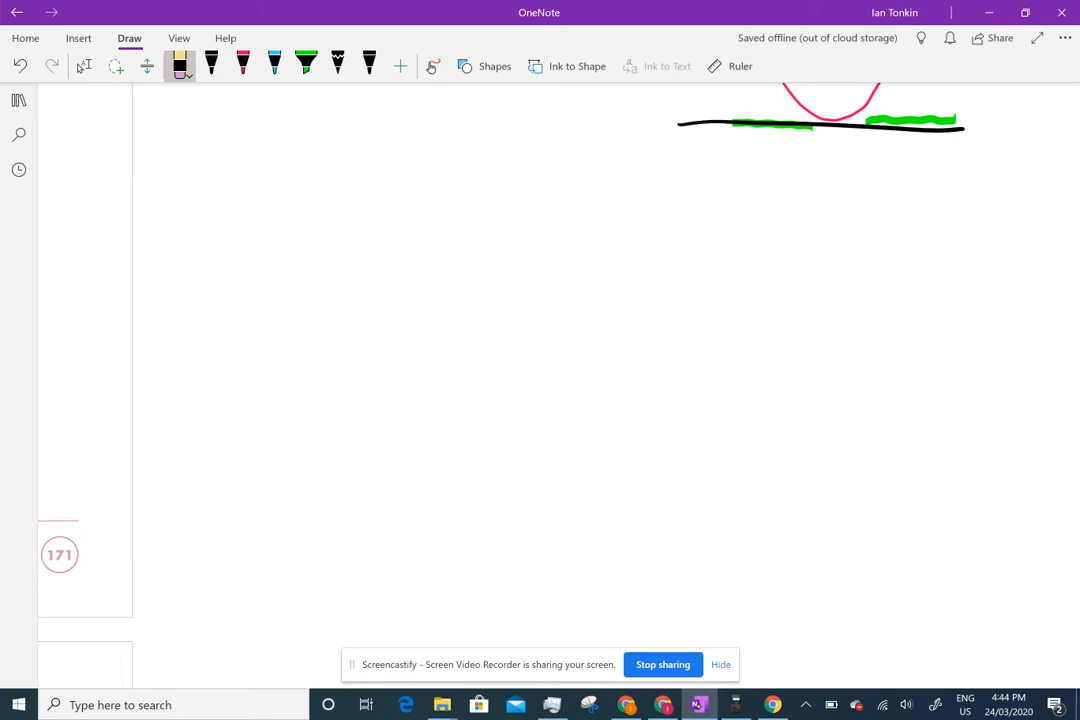 OneNote
Ian Tonkin
Home Insert Draw View Help
Saved offline (out of cloud storage)
Share
Shapes
Ink to Shape
Ink to Text
Ruler
171
Screencastify - Screen Video Recorder is sharing your screen.
Stop sharing
Hide
Type here to search
ENG
US
4:44 PM
24/03/2020
2